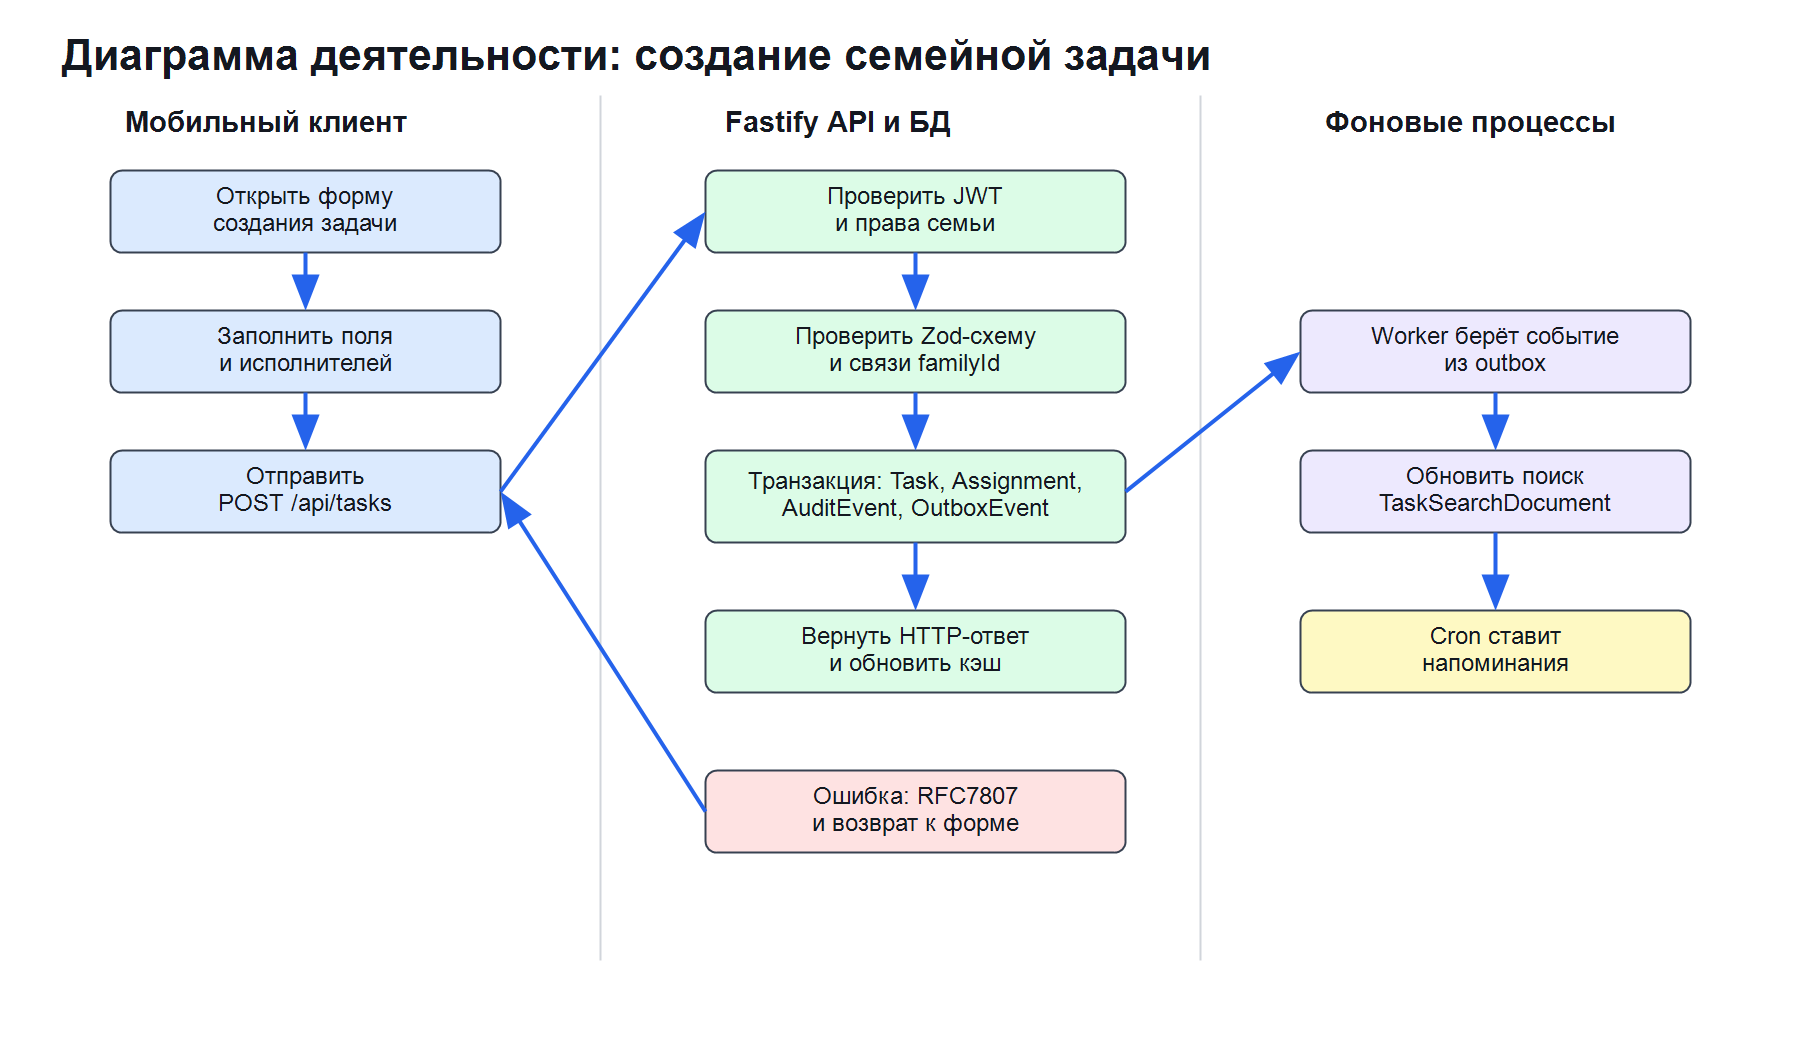 Диаграмма деятельности: создание семейной задачи
Мобильный клиент
Открыть форму
создания задачи
Заполнить поля
и исполнителей
Отправить
POST /api/tasks
Fastify API и БД
Проверить JWT
и права семьи
Проверить Zod-схему
и связи familyId
Транзакция: Task, Assignment,
AuditEvent, OutboxEvent
Вернуть HTTP-ответ
и обновить кэш
Ошибка: RFC7807
и возврат к форме
Фоновые процессы
Worker берёт событие
из outbox
Обновить поиск
TaskSearchDocument
Cron ставит
напоминания